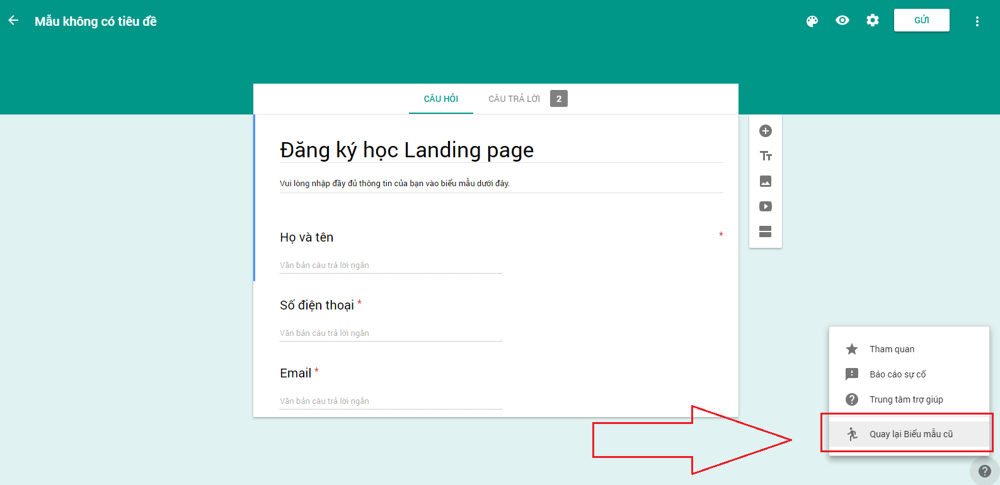 Mẫu không có tiêu đề
GỬI
CÂU HỎI
CÂU TRẢ LỜI 2
Đăng ký học Landing page
Vui lòng nhập đầy đủ thông tin của bạn vào biểu mẫu dưới đây.
Họ và tên *
Văn bản câu trả lời ngắn
Số điện thoại *
Văn bản câu trả lời ngắn
Email *
Văn bản câu trả lời ngắn
Tham quan
Báo cáo sự cố
Trung tâm trợ giúp
Quay lại Biểu mẫu cũ